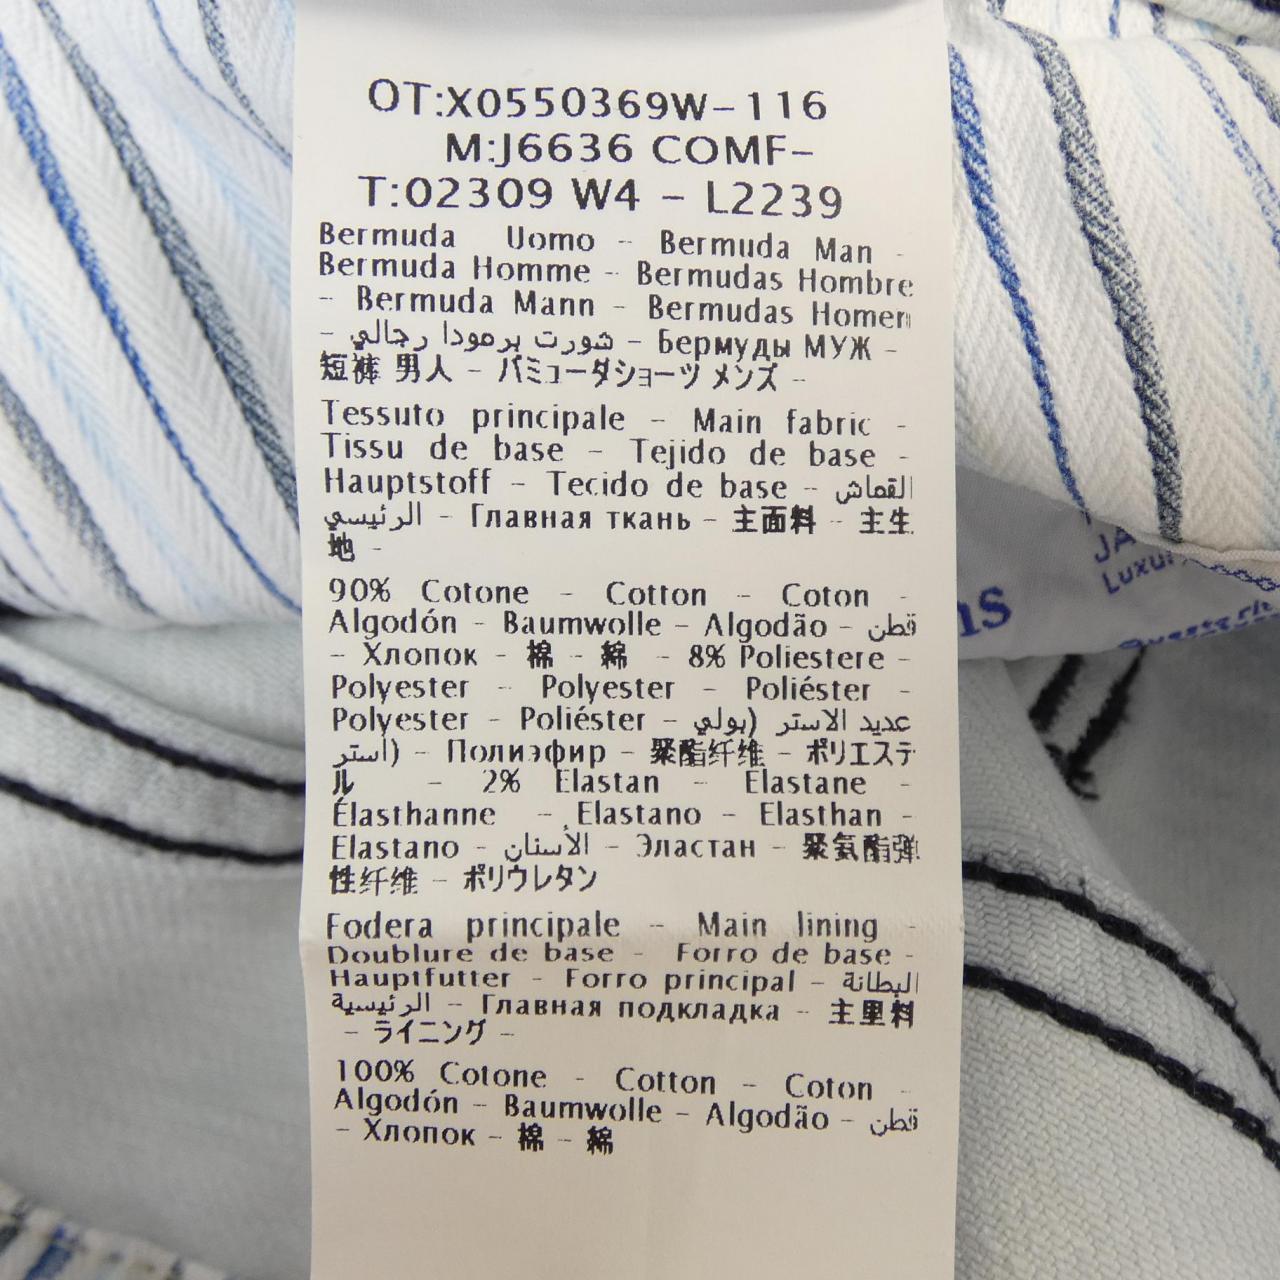 OT:X0550369W-116
M:J6636 COMF-
T:02309 W4 - L2239
Bermuda Uomo - Bermuda Man -
Bermuda Homme - Bermudas Hombre
- Bermuda Mann - Bermudas Homen
- شورت برمودا رجالي - Бермуды МУЖ -
短裤 男人 - バミューダショーツ メンズ -
Tessuto principale - Main fabric -
Tissu de base - Tejido de base -
Hauptstoff - Tecido de base - القماش
الرئيسي - Главная ткань - 主面料 - 主生
地 -
90% Cotone - Cotton - Coton -
Algodón - Baumwolle - Algodão - قطن
- Хлопок - 棉 - 綿 - 8% Poliestere -
Polyester - Polyester - Poliéster -
Polyester - Poliéster - عديد الاستر (بولي
استر) - Полиэфир - 聚酯纤维 - ポリエステ
ル - 2% Elastan - Elastane -
Élasthanne - Elastano - Elasthan -
Elastano - الاستان - Эластан - 聚氨酯弹
性纤维 - ポリウレタン
Fodera principale - Main lining -
Doublure de base - Forro de base -
Hauptfutter - Forro principal - البطانة
الرئيسية - Главная подкладка - 主里料
- ライニング -
100% Cotone - Cotton - Coton -
Algodón - Baumwolle - Algodão - قطن
- Хлопок - 棉 - 綿